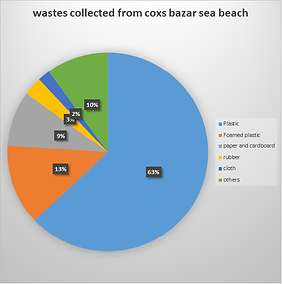 wastes collected from coxs bazar sea beach
2%
3%
10%
9%
13%
63%
Plastic
Foamed plastic
paper and cardboard
rubber
cloth
others